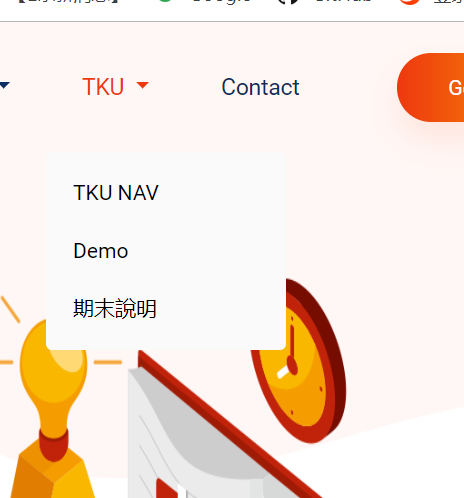 TKU
Contact
TKU NAV
Demo
期末說明